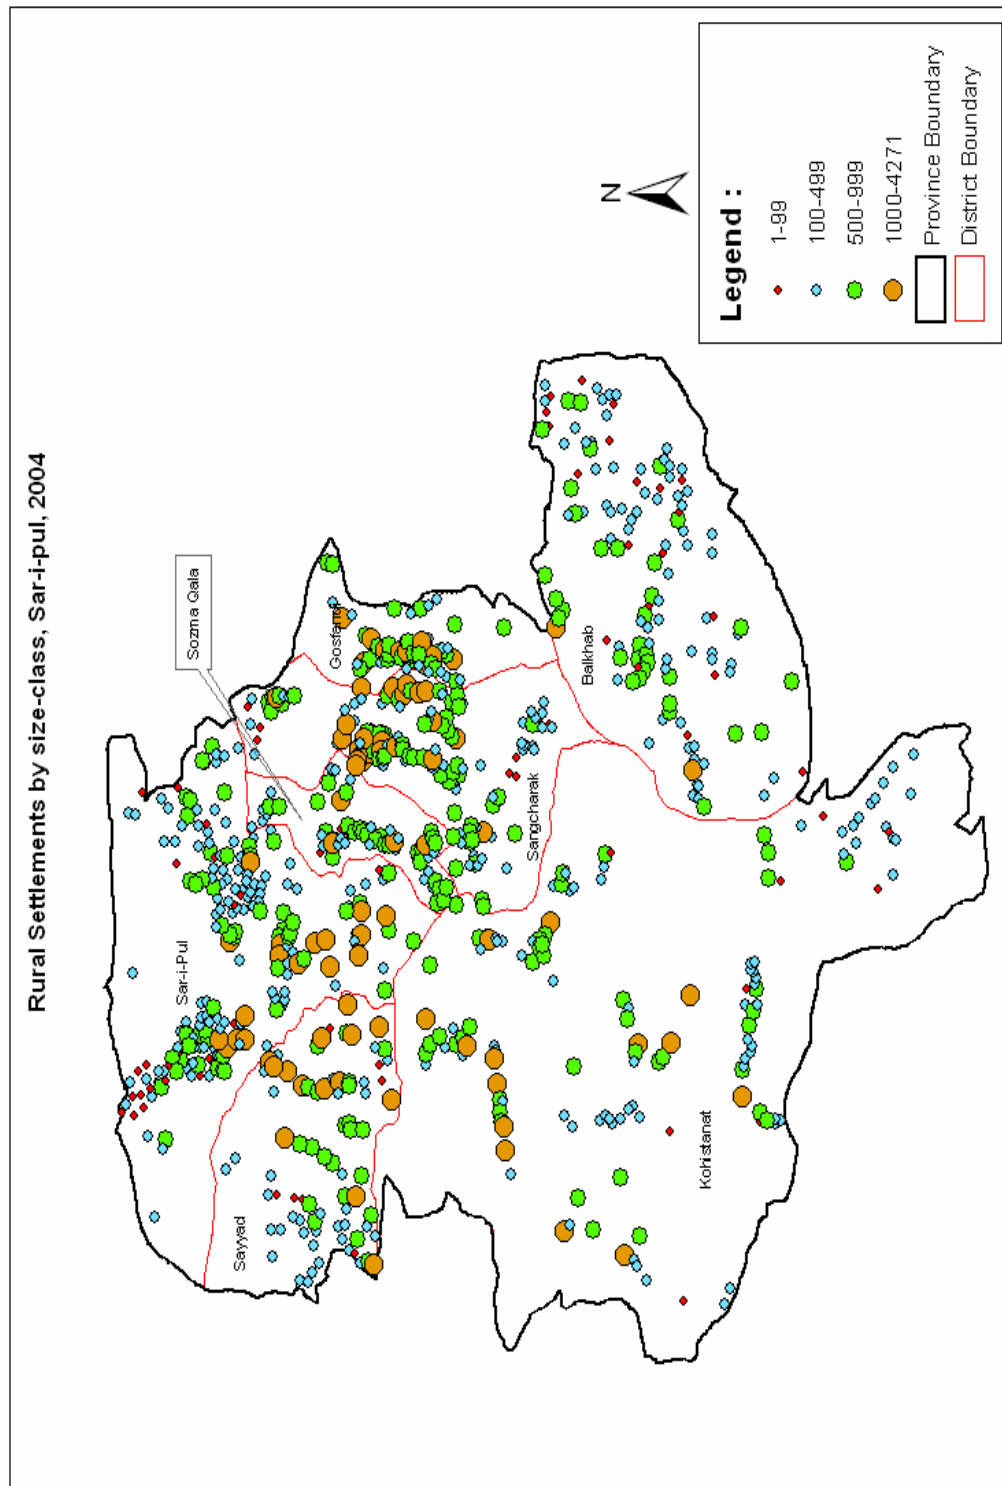 Rural Settlements by size-class, Sar-i-pul, 2004
Sozma Qala
Sar-i-Pul
Sayyad
Gosfandi
Sangcharak
Balkhab
Kohistanat
N
Legend :
1-99
100-499
500-999
1000-4271
Province Boundary
District Boundary